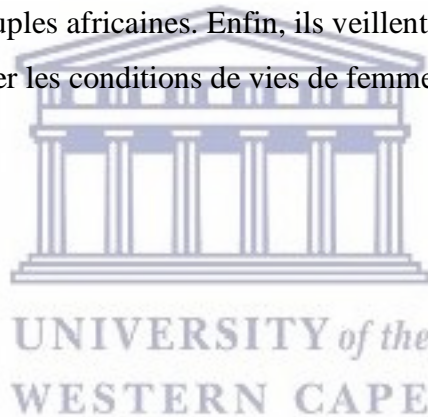 uples africaines. Enfin, ils veillent
er les conditions de vies de femme
UNIVERSITY of the
WESTERN CAPE